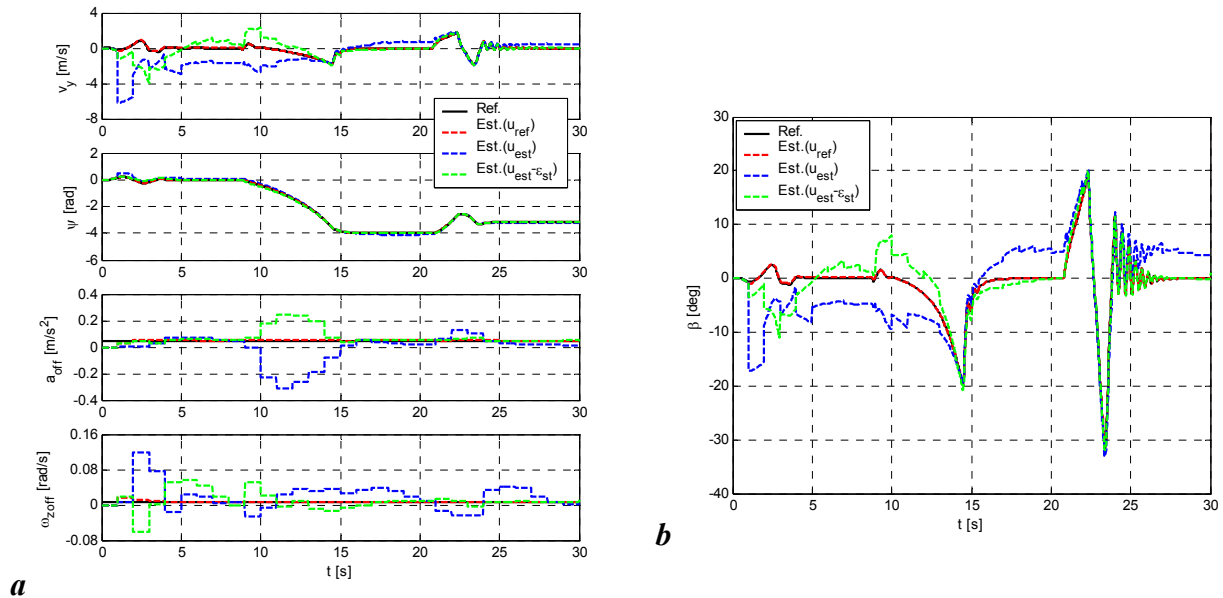 4
0
-4
-8
v_y [m/s]
0 5 10 15 20 25 30
Ref.
Est.(u_ref)
Est.(u_est)
Est.(u_est-ε_st)
2
0
-2
-4
-6
ψ [rad]
0 5 10 15 20 25 30
0.4
0.2
0
-0.2
-0.4
a_off [m/s²]
0 5 10 15 20 25 30
0.16
0.08
0
-0.08
ω_zoff [rad/s]
0 5 10 15 20 25 30
t [s]
a
Ref.
Est.(u_ref)
Est.(u_est)
Est.(u_est-ε_st)
30
20
10
0
-10
-20
-30
-40
β [deg]
0 5 10 15 20 25 30
t [s]
b